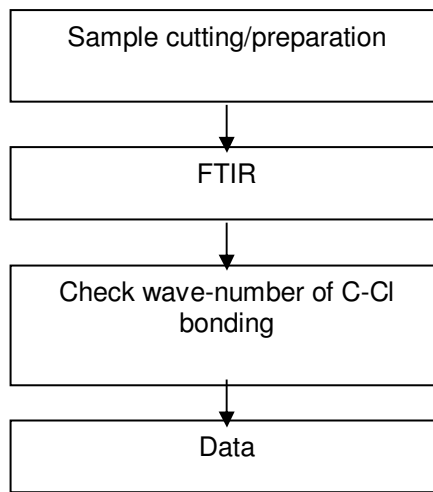 Sample cutting/preparation
FTIR
Check wave-number of C-Cl
bonding
Data